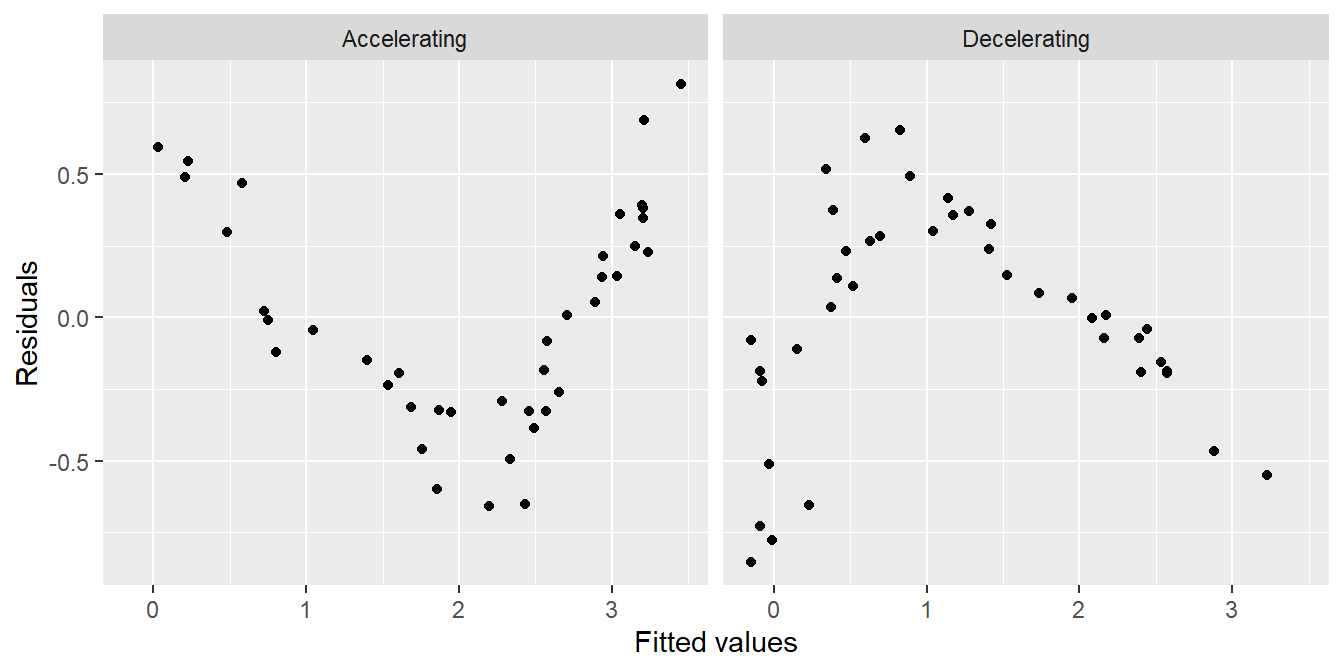 Accelerating
Decelerating
Residuals
0.5
0.0
-0.5
0
1
2
3
0
1
2
3
Fitted values